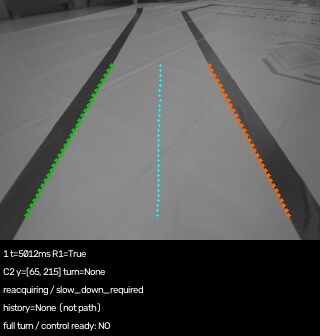 1 t=5012ms R1=True
C2 y=[65, 215] turn=None
reacquiring / slow_down_required
history=None (not path)
full turn / control ready: NO